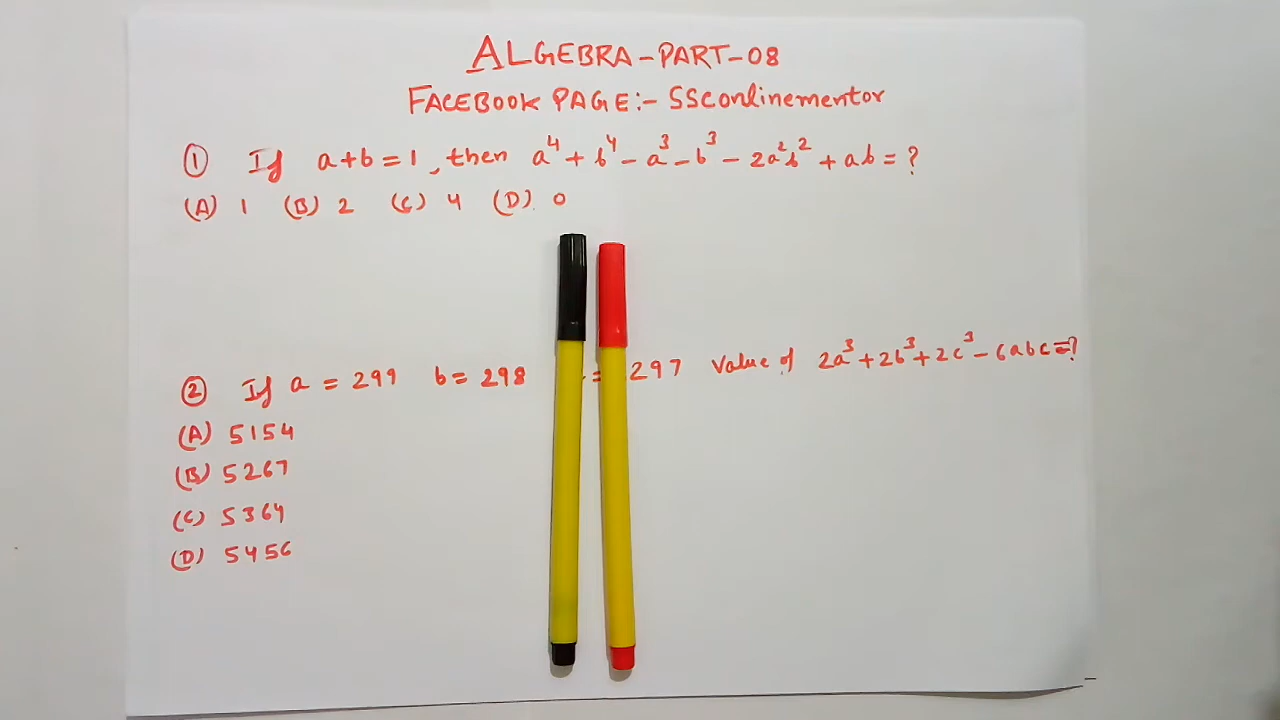 ALGEBRA-PART-08
FACEBOOK PAGE:- SSConlinementor
① If a+b=1, then a⁴+b⁴-a³-b³-2a²b²+ab=?
(A) 1 (B) 2 (C) 4 (D) 0
② If a = 299 b = 298 = 297 Value of 2a³+2b³+2c³-6abc=?
(A) 5154
(B) 5267
(C) 5364
(D) 5456